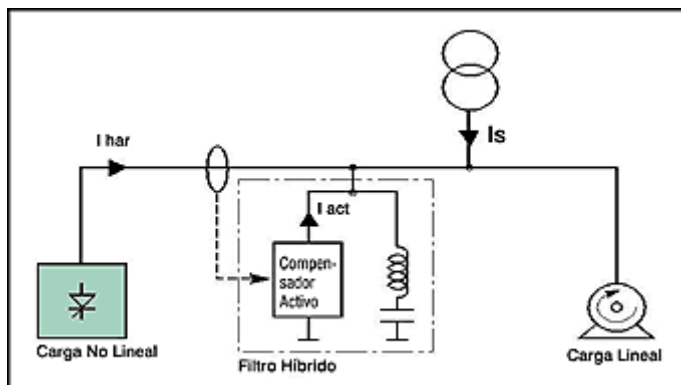 I har
Is
I act
Compen-
sador
Activo
Carga No Lineal
Filtro Híbrido
Carga Lineal